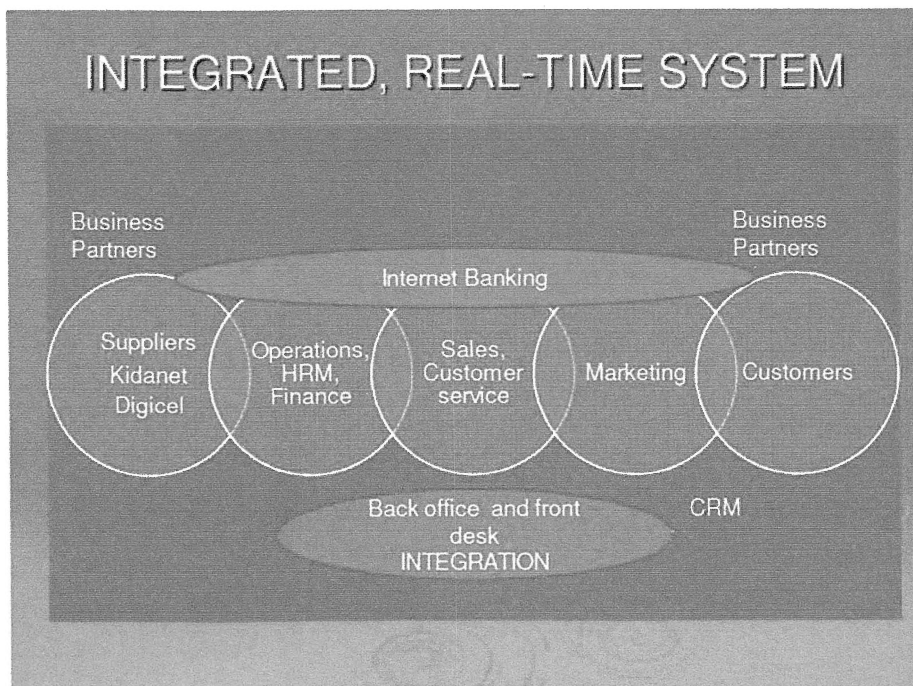 INTEGRATED, REAL-TIME SYSTEM
Business
Partners
Business
Partners
Internet Banking
Suppliers
Kidanet
Digicel
Operations,
HRM,
Finance
Sales,
Customer
service
Marketing
Customers
Back office and front
desk
INTEGRATION
CRM